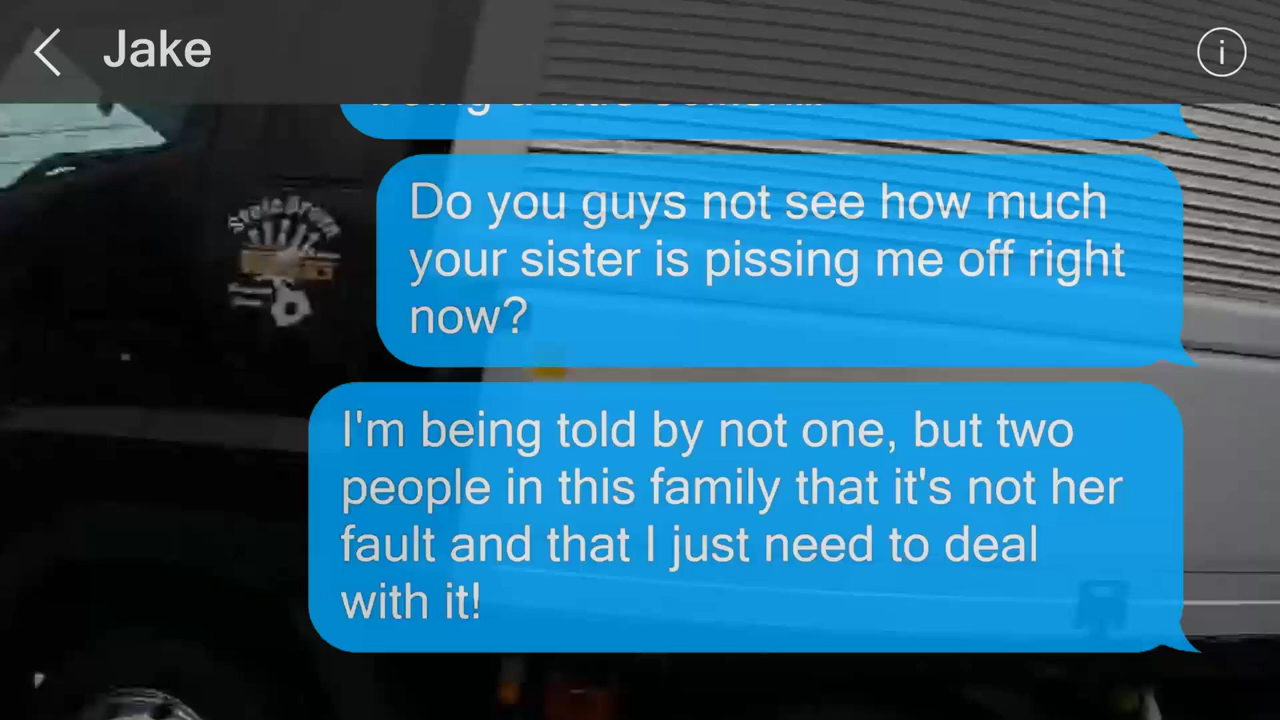 Jake
Do you guys not see how much
your sister is pissing me off right
now?
I'm being told by not one, but two
people in this family that it's not her
fault and that I just need to deal
with it!